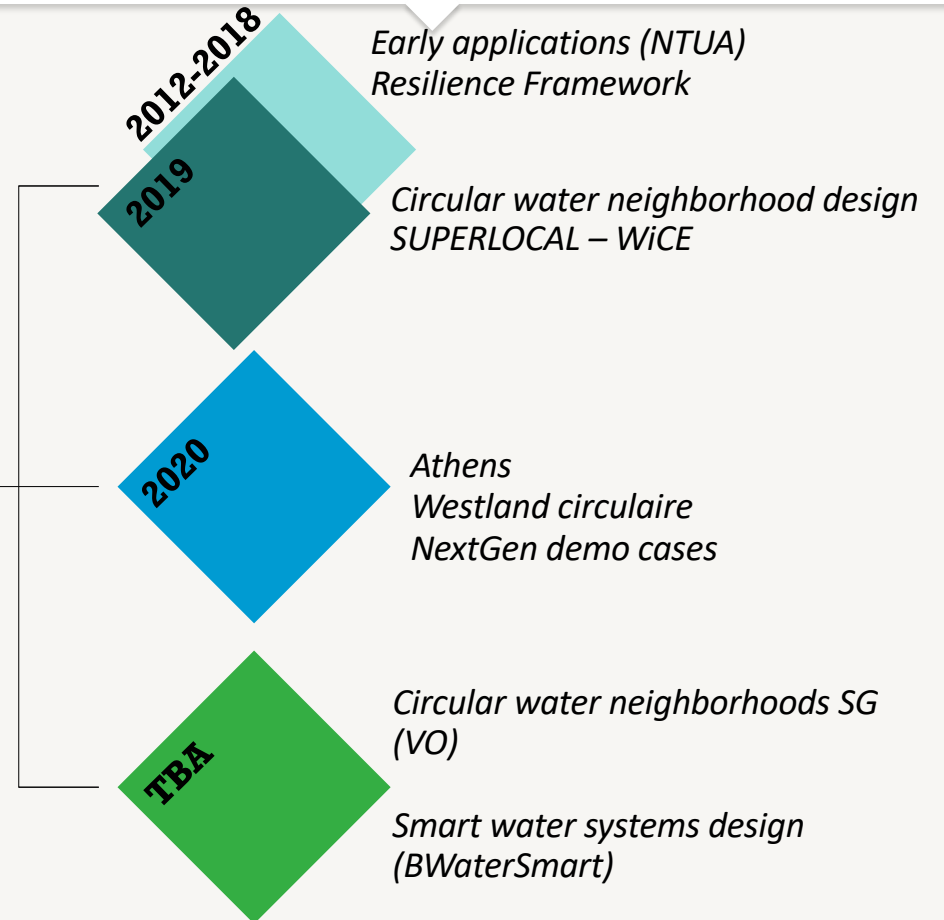 2012-2018
Early applications (NTUA)
Resilience Framework
2019
Circular water neighborhood design
SUPERLOCAL – WiCE
2020
Athens
Westland circulaire
NextGen demo cases
TBA
Circular water neighborhoods SG
(VO)
Smart water systems design
(BWaterSmart)